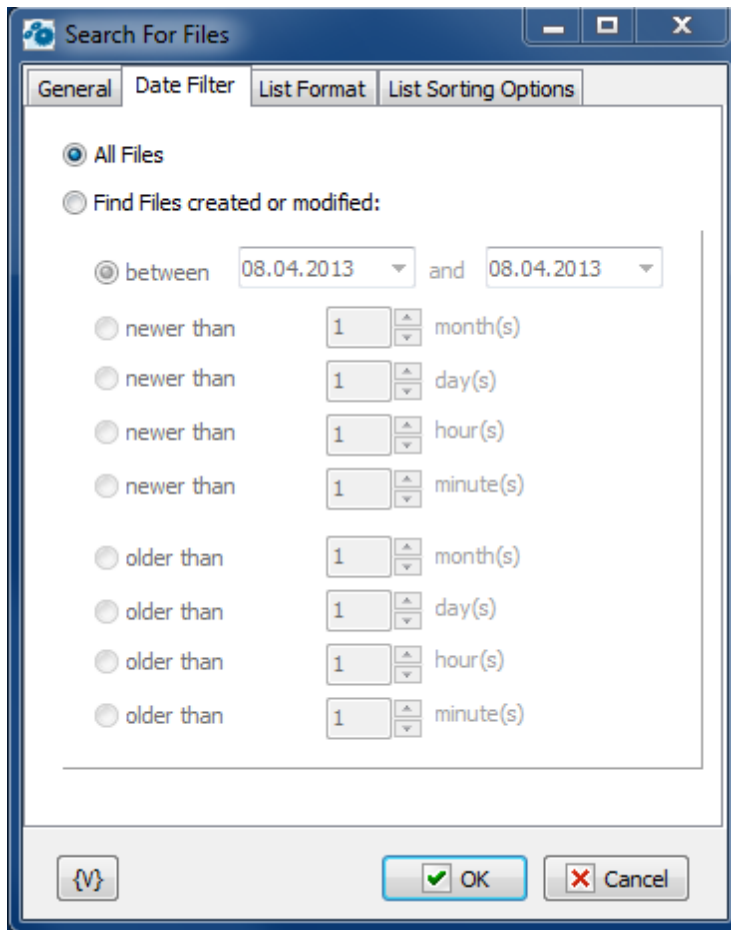 Search For Files
General Date Filter List Format List Sorting Options
All Files
Find Files created or modified:
between 08.04.2013 and 08.04.2013
newer than 1 month(s)
newer than 1 day(s)
newer than 1 hour(s)
newer than 1 minute(s)
older than 1 month(s)
older than 1 day(s)
older than 1 hour(s)
older than 1 minute(s)
{V} OK Cancel